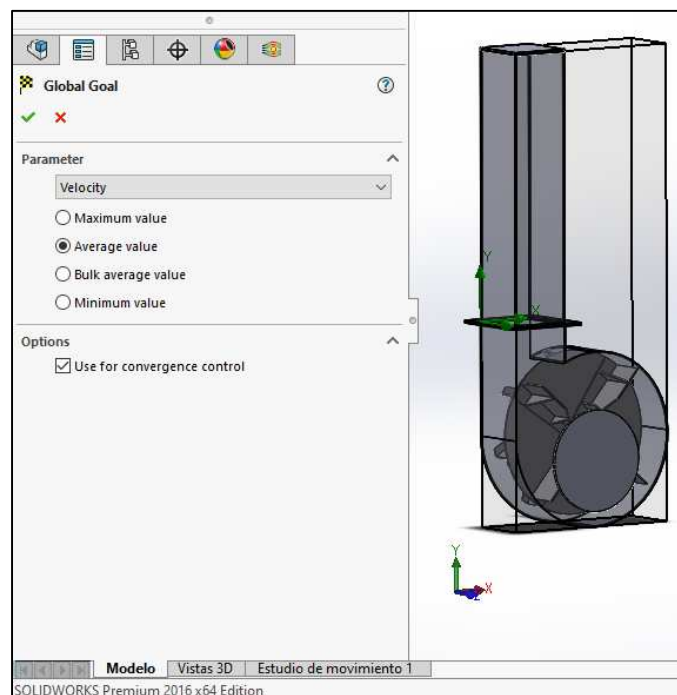 Global Goal
Parameter
Velocity
Maximum value
Average value
Bulk average value
Minimum value
Options
Use for convergence control
Y
X
Y
X
Z
Modelo Vistas 3D Estudio de movimiento 1
SOLIDWORKS Premium 2016 x64 Edition